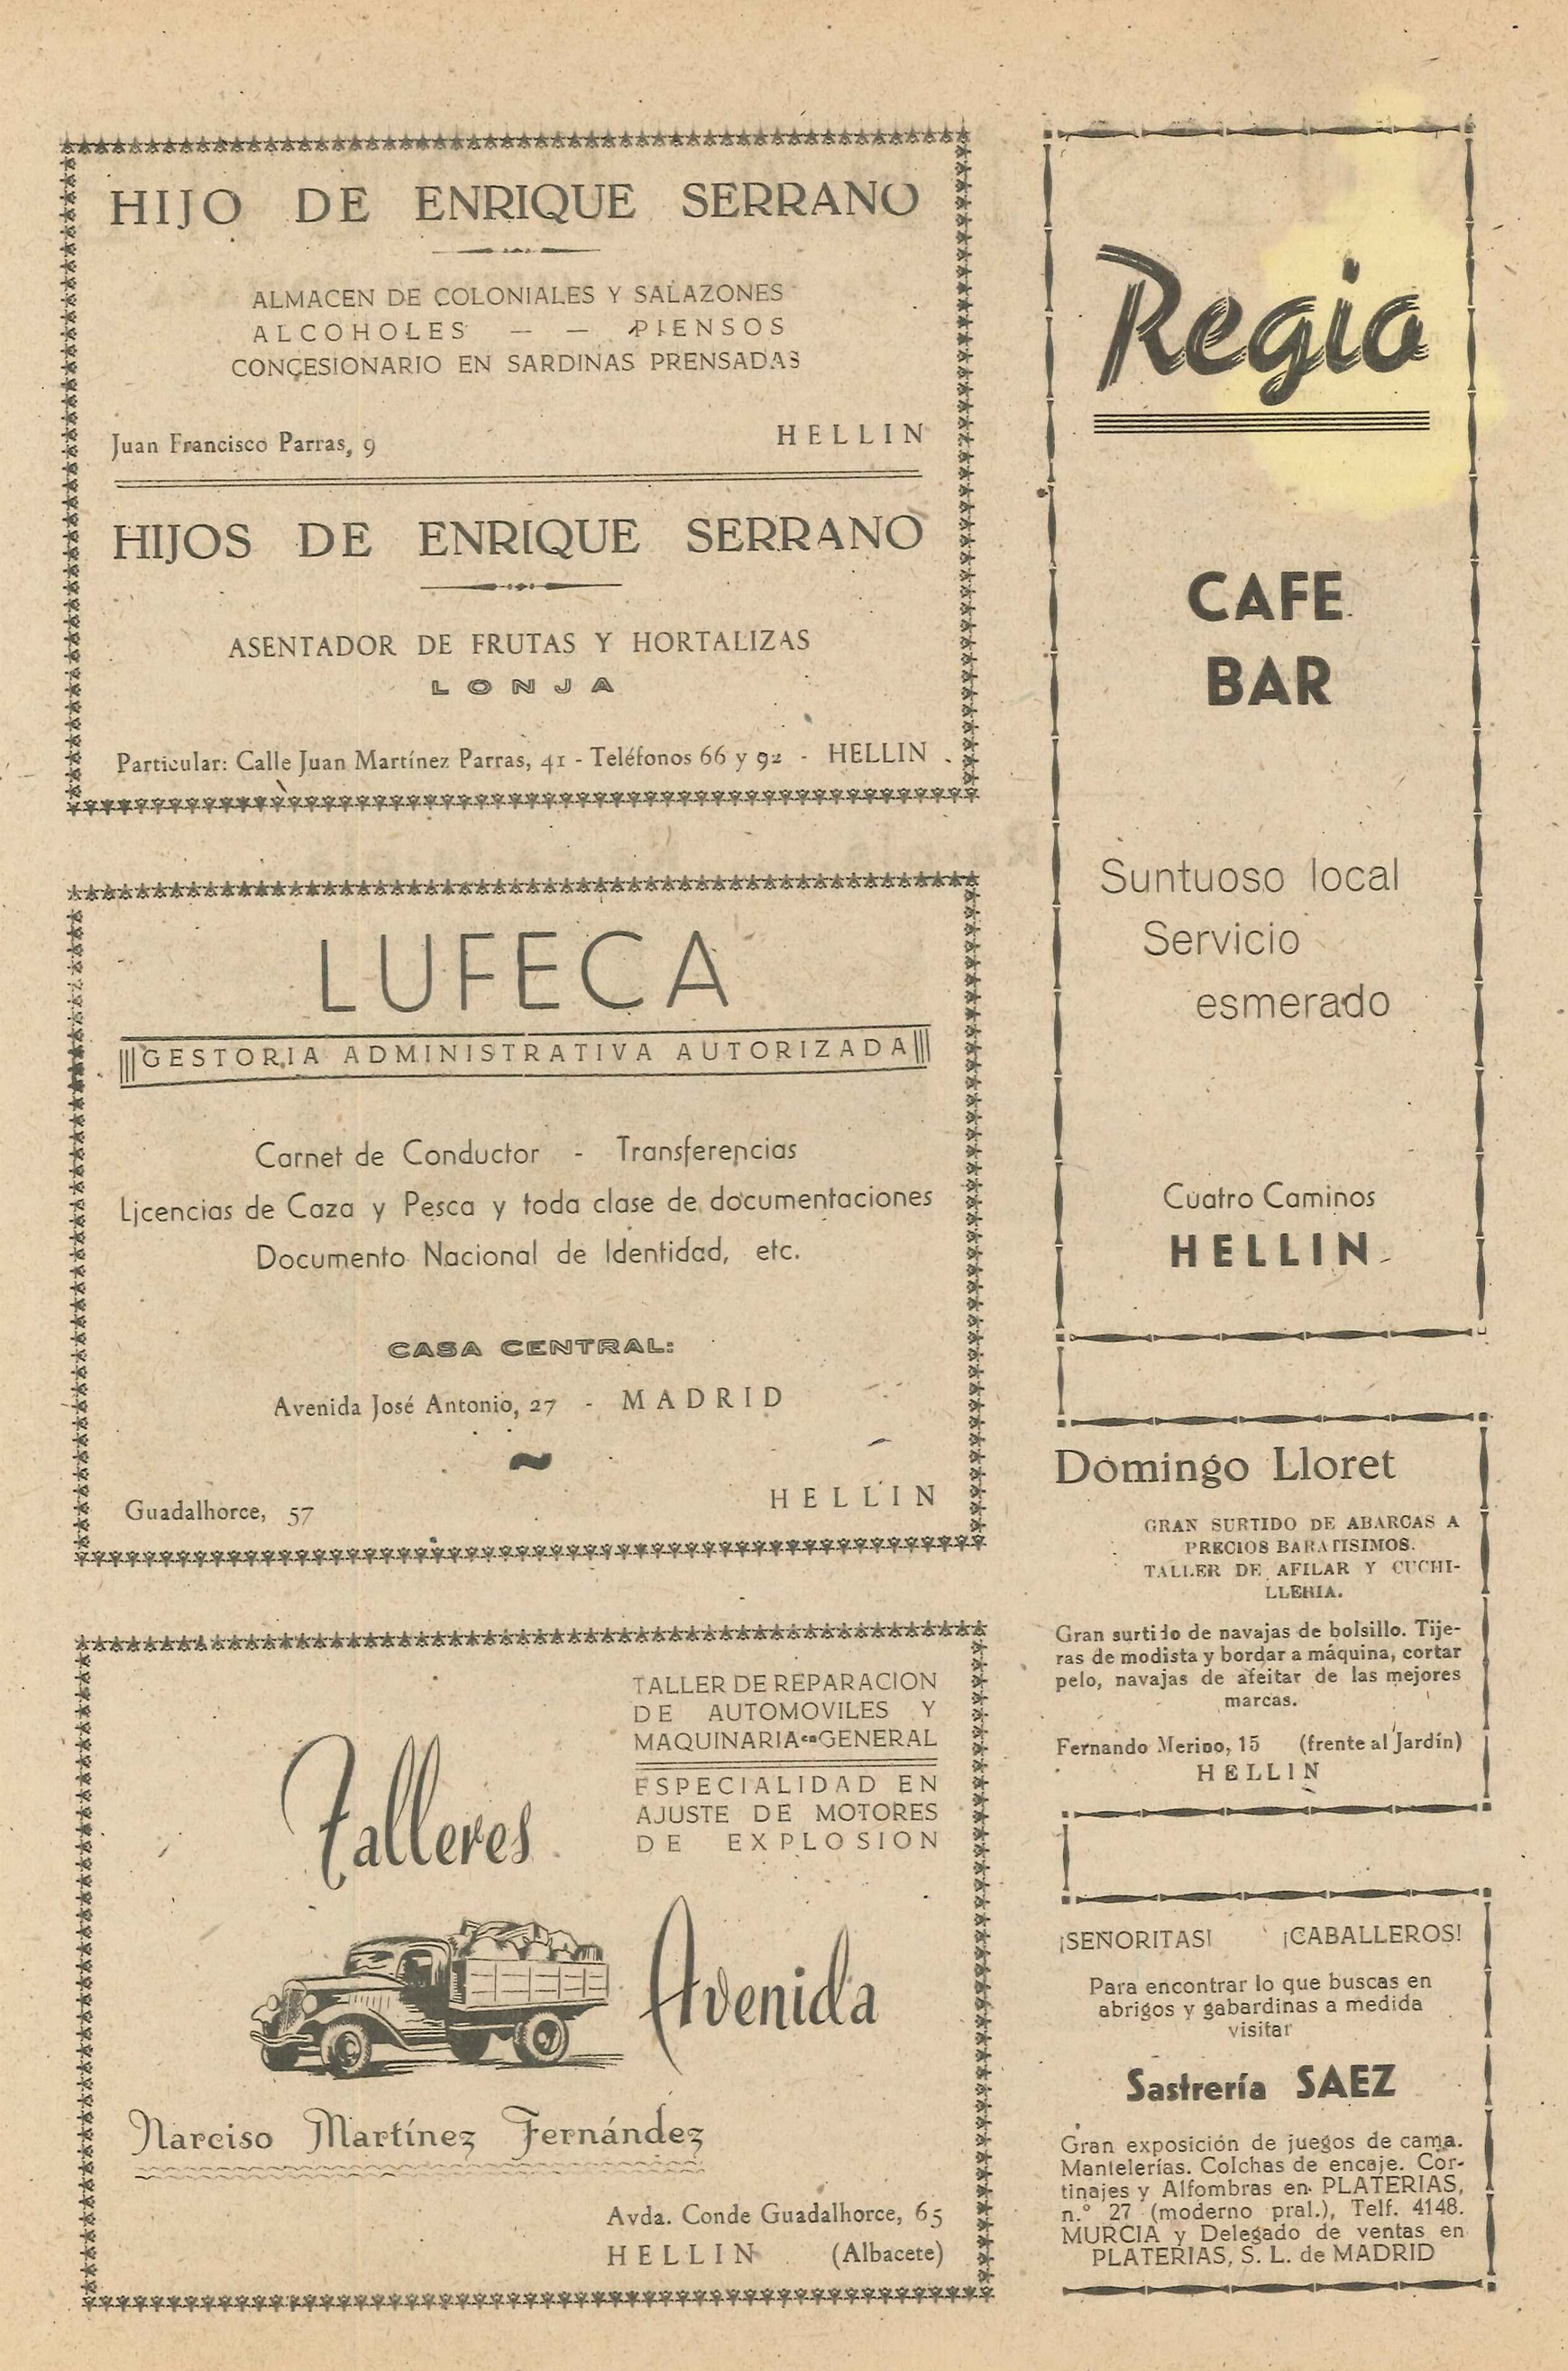 HIJO DE ENRIQUE SERRANO
ALMACEN DE COLONIALES Y SALAZONES
ALCOHOLES — — PIENSOS
CONCESIONARIO EN SARDINAS PRENSADAS
Juan Francisco Parras, 9 HELLIN
HIJOS DE ENRIQUE SERRANO
ASENTADOR DE FRUTAS Y HORTALIZAS
LONJA
Particular: Calle Juan Martínez Parras, 41 - Teléfonos 66 y 92 - HELLIN
LUFECA
GESTORIA ADMINISTRATIVA AUTORIZADA
Carnet de Conductor - Transferencias
Licencias de Caza y Pesca y toda clase de documentaciones
Documento Nacional de Identidad, etc.
CASA CENTRAL:
Avenida José Antonio, 27 - MADRID
~
Guadalhorce, 57 HELLIN
TALLER DE REPARACION
DE AUTOMOVILES Y
MAQUINARIA en GENERAL
ESPECIALIDAD EN
AJUSTE DE MOTORES
DE EXPLOSION
Talleres
Avenida
Narciso Martínez Fernández
Avda. Conde Guadalhorce, 65
HELLIN (Albacete)
Regio
CAFE
BAR
Suntuoso local
Servicio
esmerado
Cuatro Caminos
HELLIN
Domingo Lloret
GRAN SURTIDO DE ABARCAS A
PRECIOS BARATISIMOS.
TALLER DE AFILAR Y CUCHI-
LLERIA.
Gran surtido de navajas de bolsillo. Tije-
ras de modista y bordar a máquina, cortar
pelo, navajas de afeitar de las mejores
marcas.
Fernando Merino, 15 (frente al Jardín)
HELLIN
¡SEÑORITAS! ¡CABALLEROS!
Para encontrar lo que buscas en
abrigos y gabardinas a medida
visitar
Sastrería SAEZ
Gran exposición de juegos de cama.
Mantelerías. Colchas de encaje. Cor-
tinajes y Alfombras en PLATERIAS,
n.º 27 (moderno pral.), Telf. 4148.
MURCIA y Delegado de ventas en
PLATERIAS, S. L. de MADRID